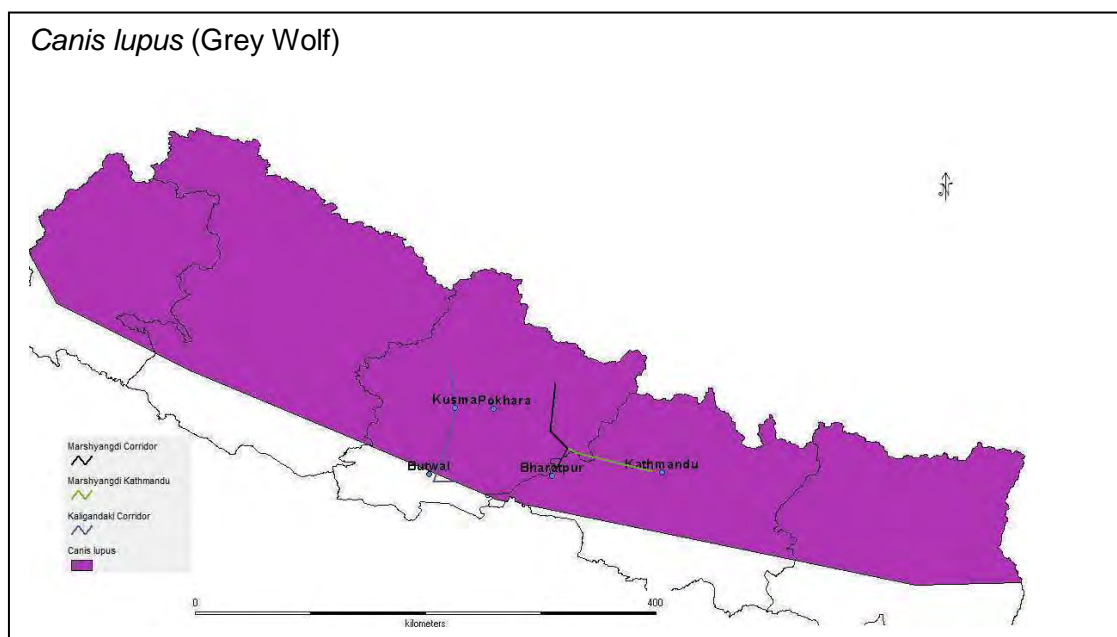 Canis lupus (Grey Wolf)
N
Kusma Pokhara
Butwal
Bharatpur
Kathmandu
Marshyangdi Corridor
Marshyangdi Kathmandu
Kaligandaki Corridor
Canis lupus
0
400
kilometers